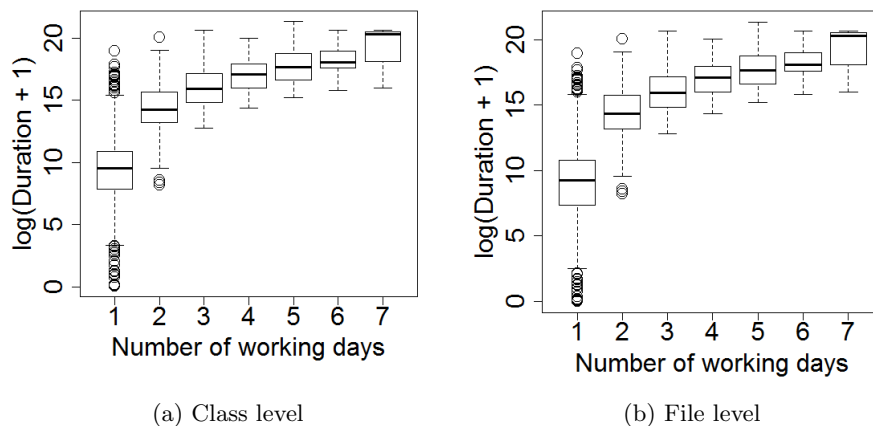 log(Duration + 1)
20
15
10
5
0
1 2 3 4 5 6 7
Number of working days
(a) Class level
log(Duration + 1)
20
15
10
5
0
1 2 3 4 5 6 7
Number of working days
(b) File level